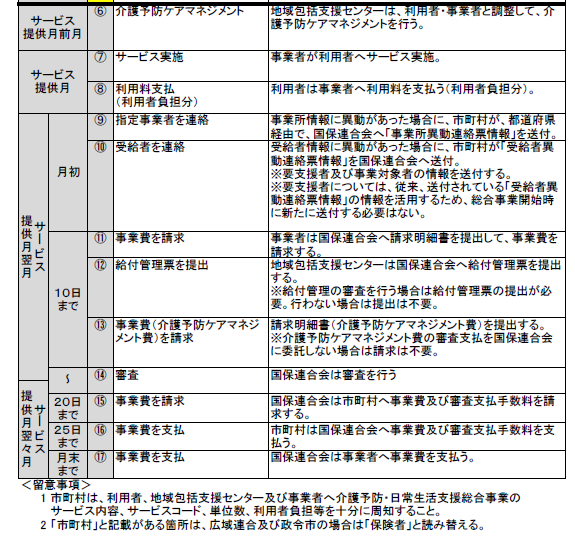 サービス
提供月前月
⑥ 介護予防ケアマネジメント
地域包括支援センターは、利用者・事業者と調整して、介
護予防ケアマネジメントを行う。
サービス
提供月
⑦ サービス実施
事業者が利用者へサービス実施。
⑧ 利用料支払
（利用者負担分）
利用者は事業者へ利用料を支払う（利用者負担分）。
サービス
提供月翌月
月初
⑨ 指定事業者を連絡
事業所情報に異動があった場合に、市町村が、都道府県
経由で、国保連合会へ「事業所異動連絡票情報」を送付。
⑩ 受給者を連絡
受給者情報に異動があった場合に、市町村が「受給者異
動連絡票情報」を国保連合会へ送付。
※要支援者及び事業対象者の情報を送付する。
※要支援者については、従来、送付されている「受給者異
動連絡票情報」の情報を活用するため、総合事業開始時
に新たに送付する必要はない。
10日
まで
⑪ 事業費を請求
事業者は国保連合会へ請求明細書を提出して、事業費を
請求する。
⑫ 給付管理票を提出
地域包括支援センターは国保連合会へ給付管理票を提出
する。
※給付管理の審査を行う場合は給付管理票の提出が必
要。行わない場合は提出は不要。
⑬ 事業費（介護予防ケアマネジ
メント費）を請求
請求明細書（介護予防ケアマネジメント費）を提出する。
※介護予防ケアマネジメント費の審査支払を国保連合会
に委託しない場合は請求は不要。
～
⑭ 審査
国保連合会は審査を行う
サービス
提供月翌々月
20日
まで
⑮ 事業費を請求
国保連合会は市町村へ事業費及び審査支払手数料を請
求する。
25日
まで
⑯ 事業費を支払
市町村は国保連合会へ事業費及び審査支払手数料を支
払う。
月末
まで
⑰ 事業費を支払
国保連合会は事業者へ事業費を支払う。
＜留意事項＞
1 市町村は、利用者、地域包括支援センター及び事業者へ介護予防・日常生活支援総合事業の
サービス内容、サービスコード、単位数、利用者負担等を十分に周知すること。
2 「市町村」と記載がある箇所は、広域連合及び政令市の場合は「保険者」と読み替える。